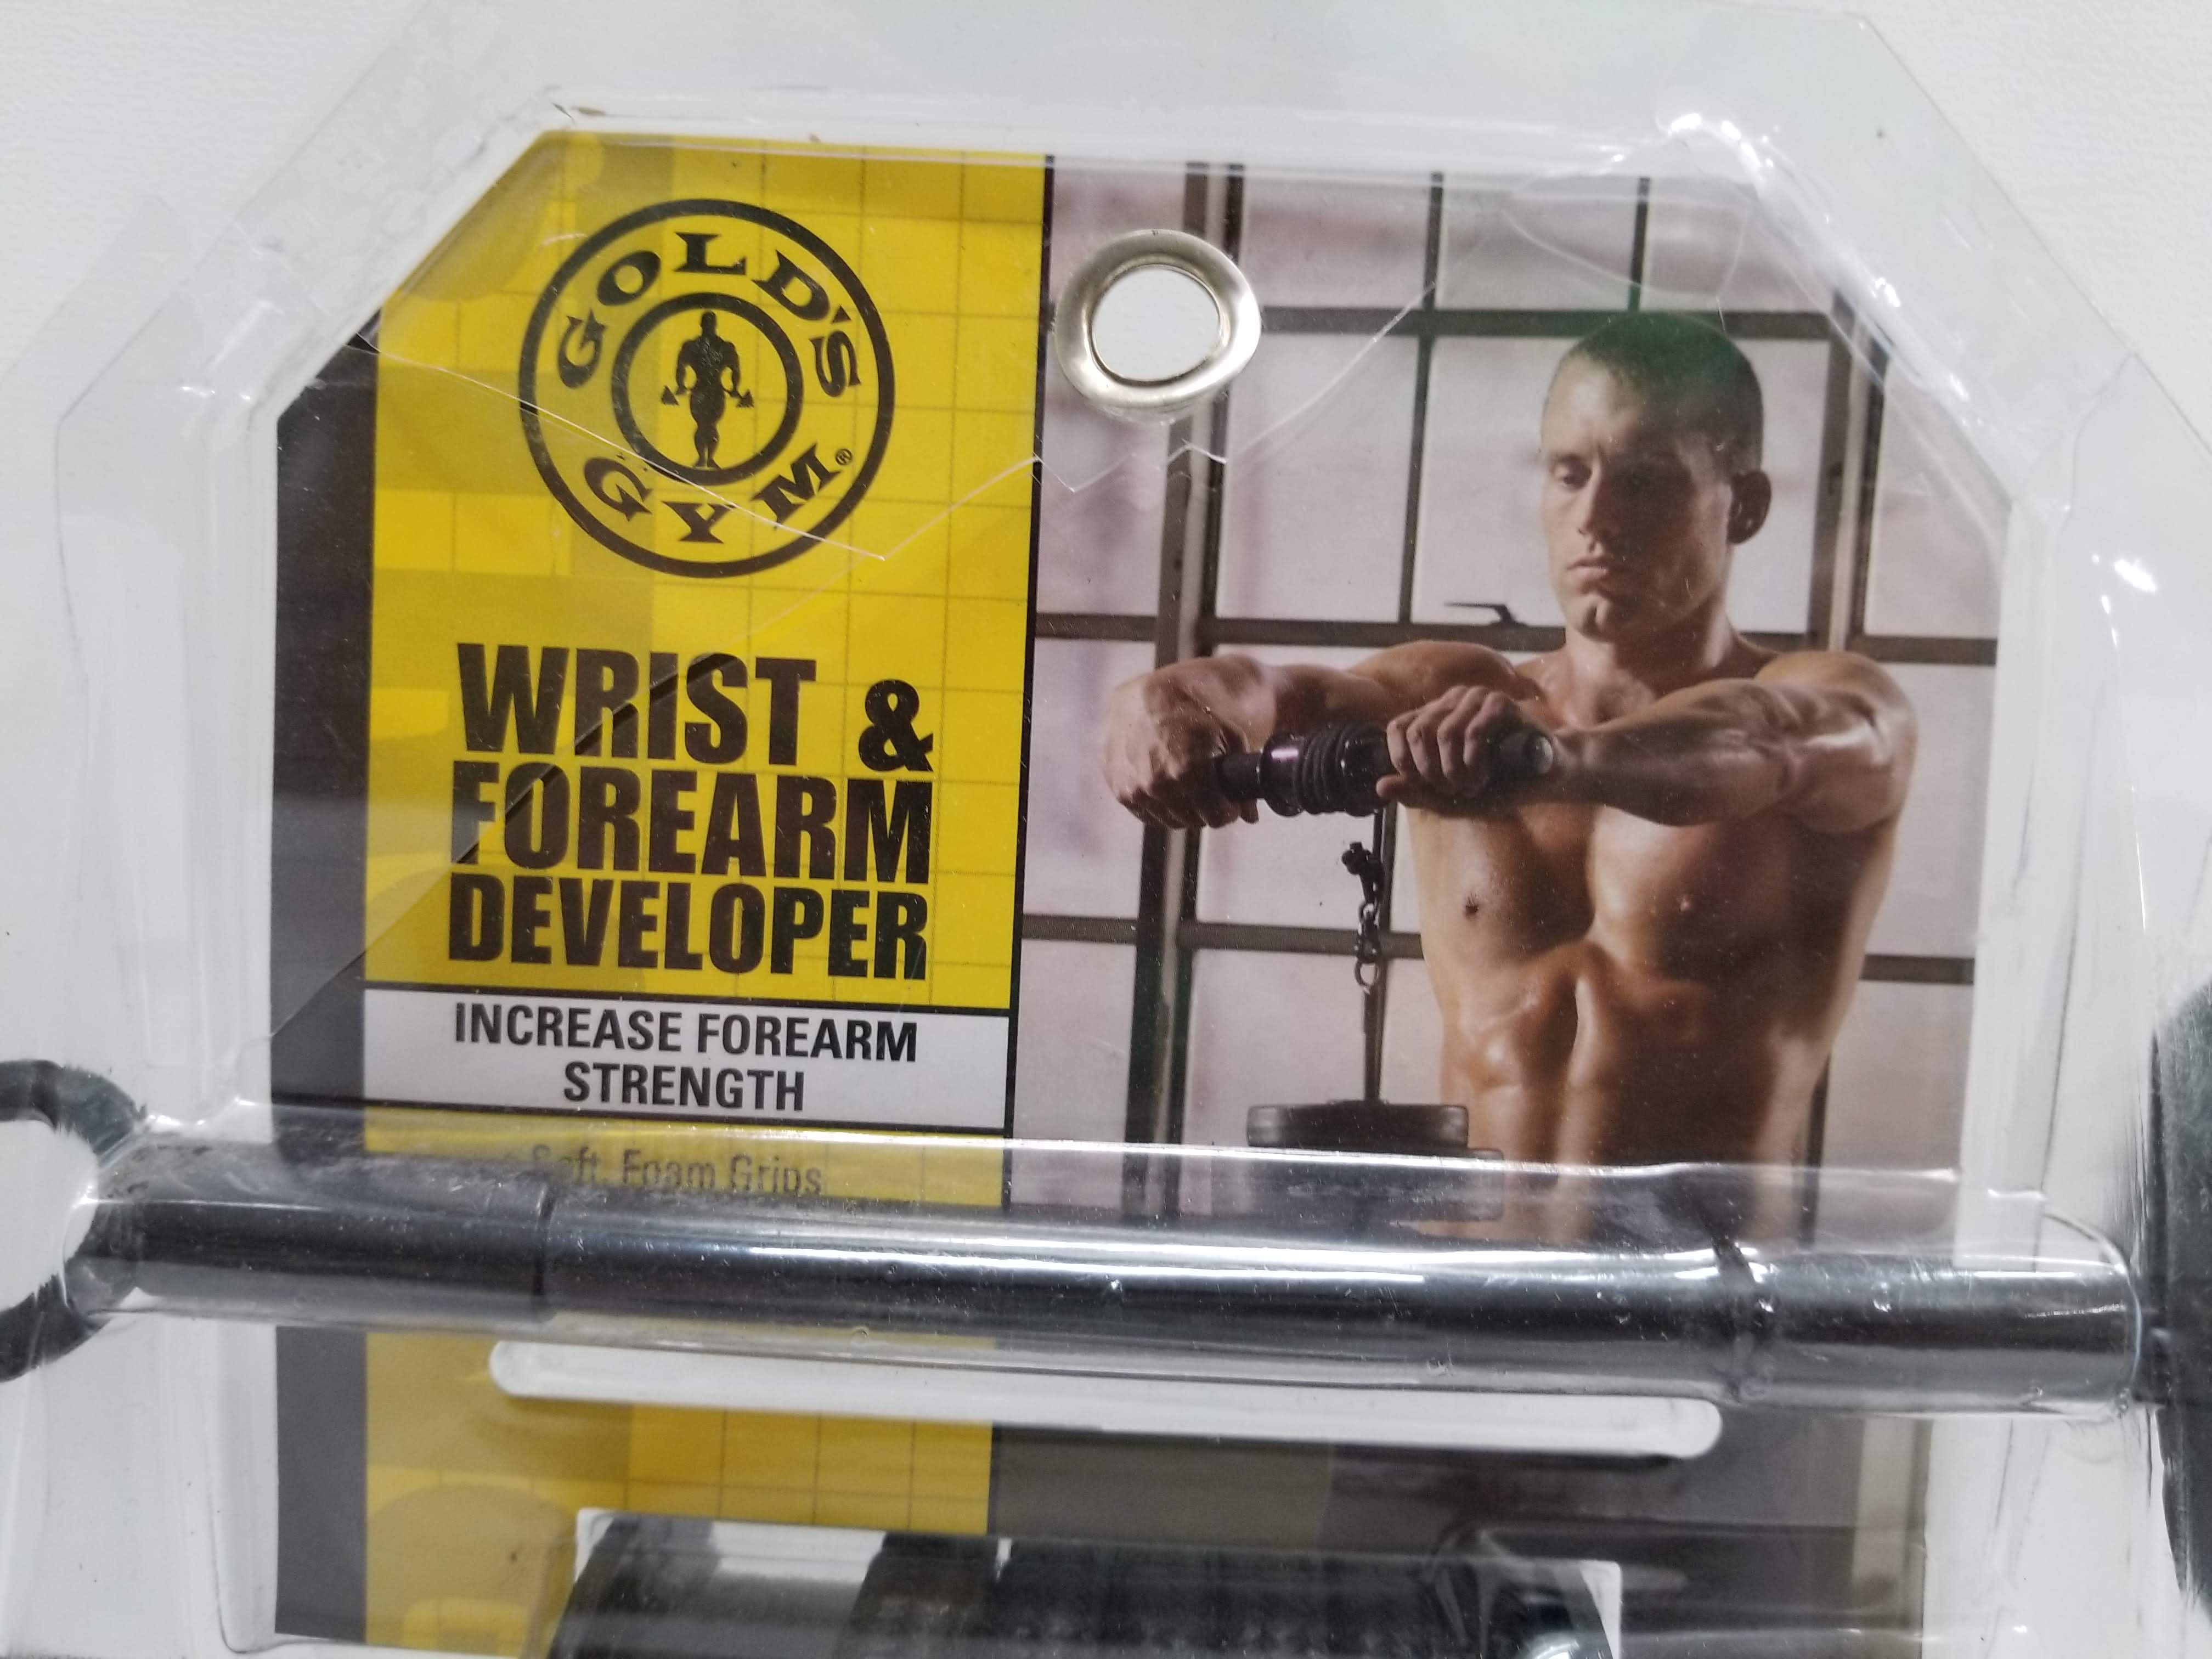 GOLD'S
GYM®
WRIST &
FOREARM
DEVELOPER
INCREASE FOREARM
STRENGTH
• Soft, Foam Grips